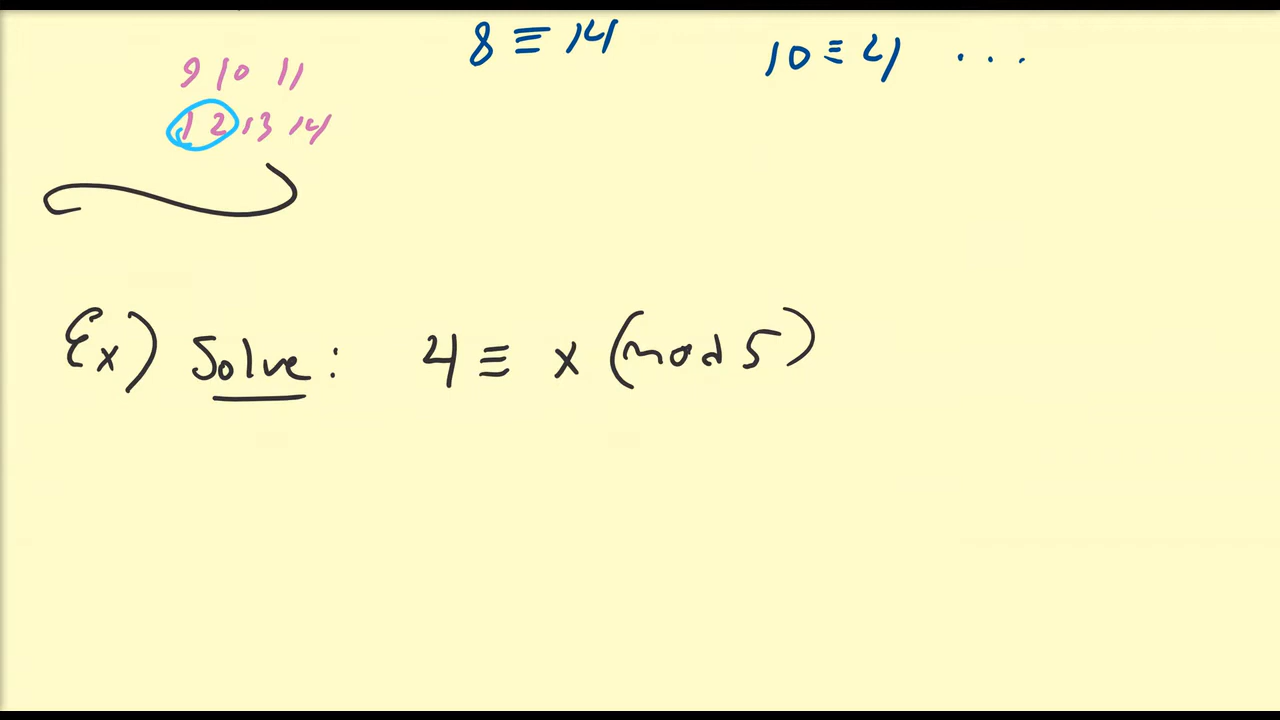 8 ≡ 14 10 ≡ 4 ...
9 10 11
12 13 14
Ex) Solve: 4 ≡ x (mod 5)